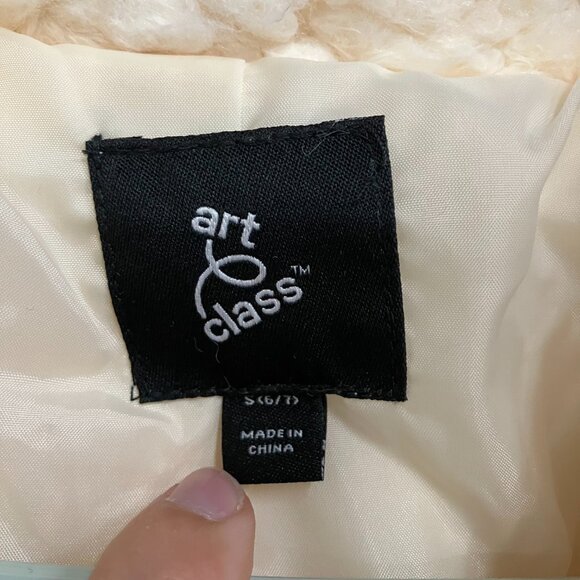 art
class™
S(6/7)
MADE IN
CHINA